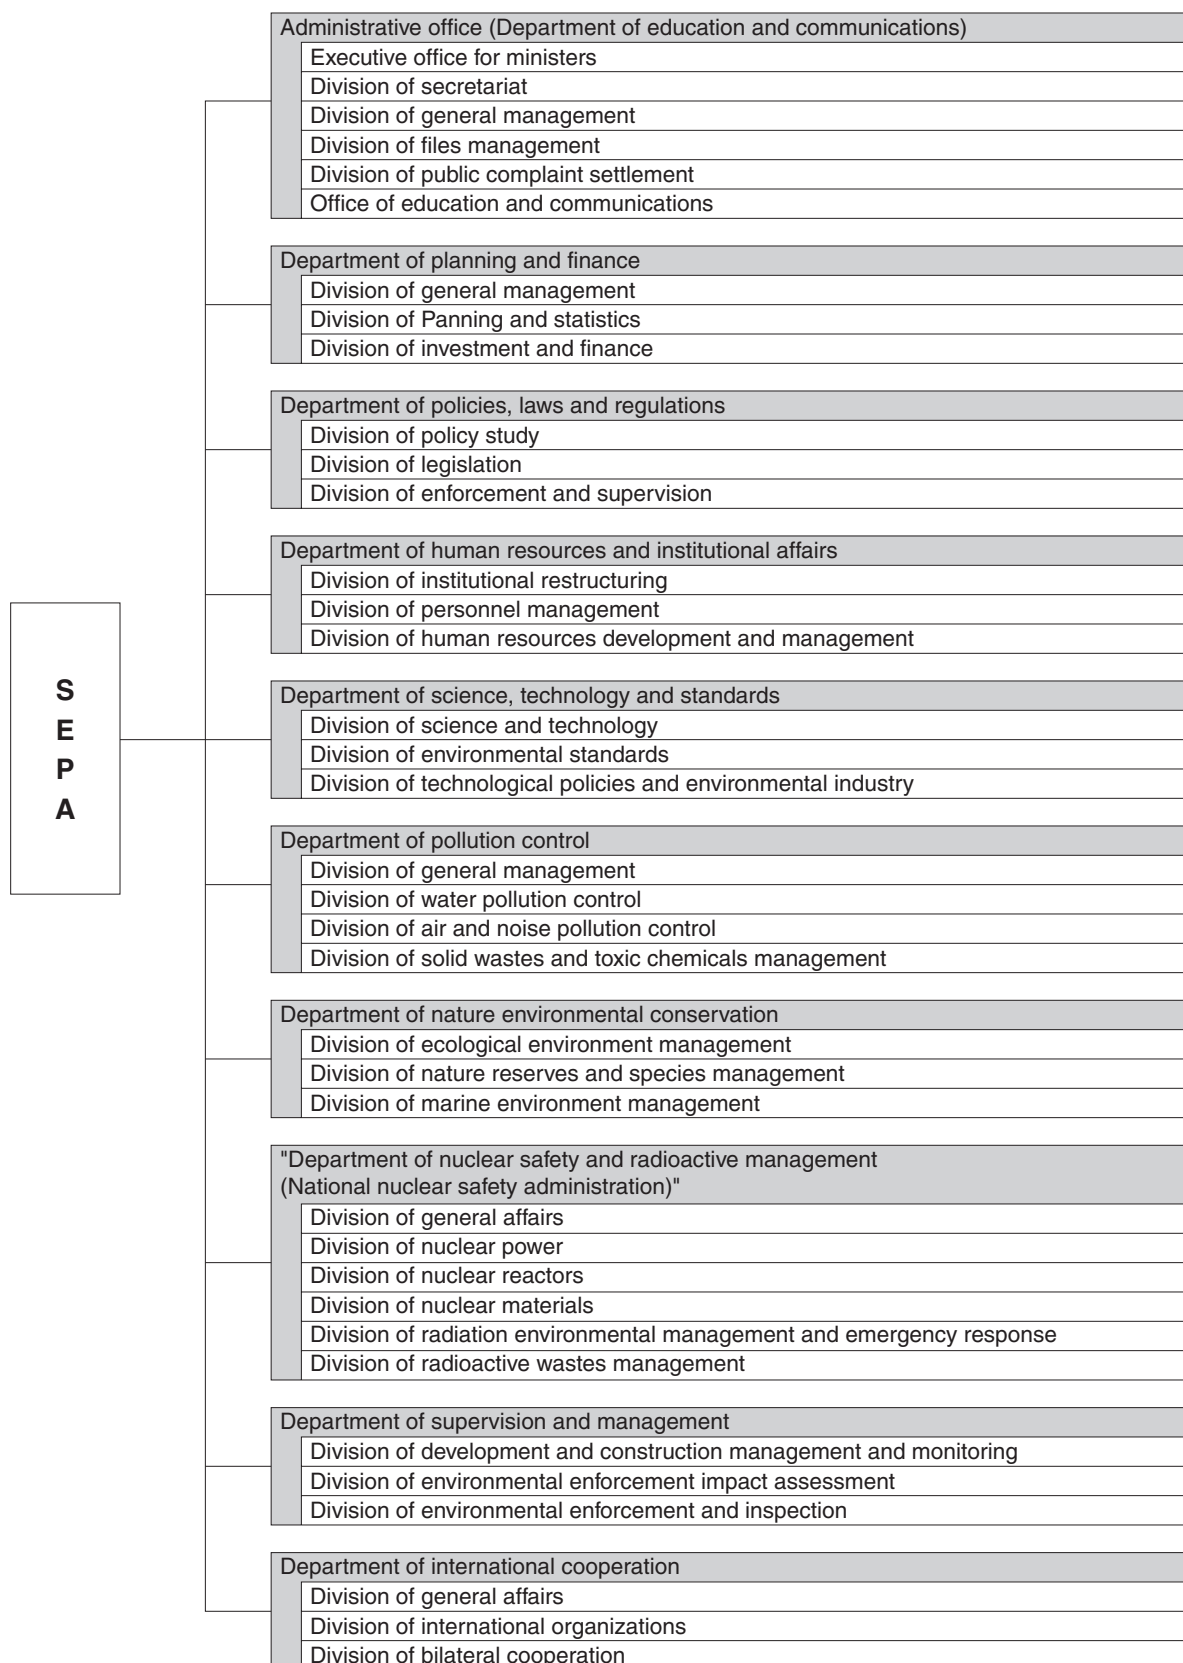 Administrative office (Department of education and communications)
Executive office for ministers
Division of secretariat
Division of general management
Division of files management
Division of public complaint settlement
Office of education and communications
Department of planning and finance
Division of general management
Division of Panning and statistics
Division of investment and finance
Department of policies, laws and regulations
Division of policy study
Division of legislation
Division of enforcement and supervision
Department of human resources and institutional affairs
Division of institutional restructuring
Division of personnel management
Division of human resources development and management
S
E
P
A
Department of science, technology and standards
Division of science and technology
Division of environmental standards
Division of technological policies and environmental industry
Department of pollution control
Division of general management
Division of water pollution control
Division of air and noise pollution control
Division of solid wastes and toxic chemicals management
Department of nature environmental conservation
Division of ecological environment management
Division of nature reserves and species management
Division of marine environment management
"Department of nuclear safety and radioactive management
(National nuclear safety administration)"
Division of general affairs
Division of nuclear power
Division of nuclear reactors
Division of nuclear materials
Division of radiation environmental management and emergency response
Division of radioactive wastes management
Department of supervision and management
Division of development and construction management and monitoring
Division of environmental enforcement impact assessment
Division of environmental enforcement and inspection
Department of international cooperation
Division of general affairs
Division of international organizations
Division of bilateral cooperation